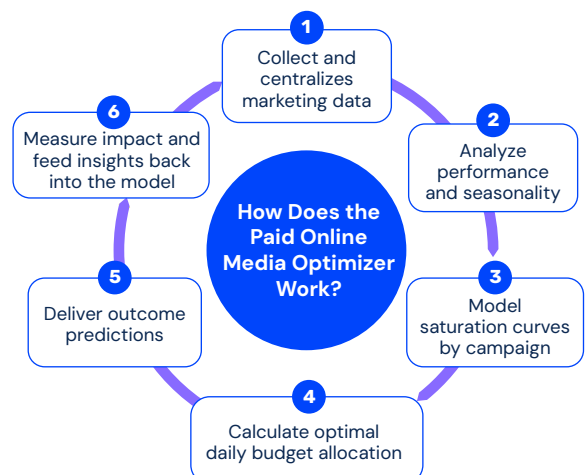 1
Collect and
centralizes
marketing data
2
Analyze
performance
and seasonality
3
Model
saturation curves
by campaign
4
Calculate optimal
daily budget allocation
5
Deliver outcome
predictions
6
Measure impact and
feed insights back
into the model
How Does the
Paid Online
Media Optimizer
Work?